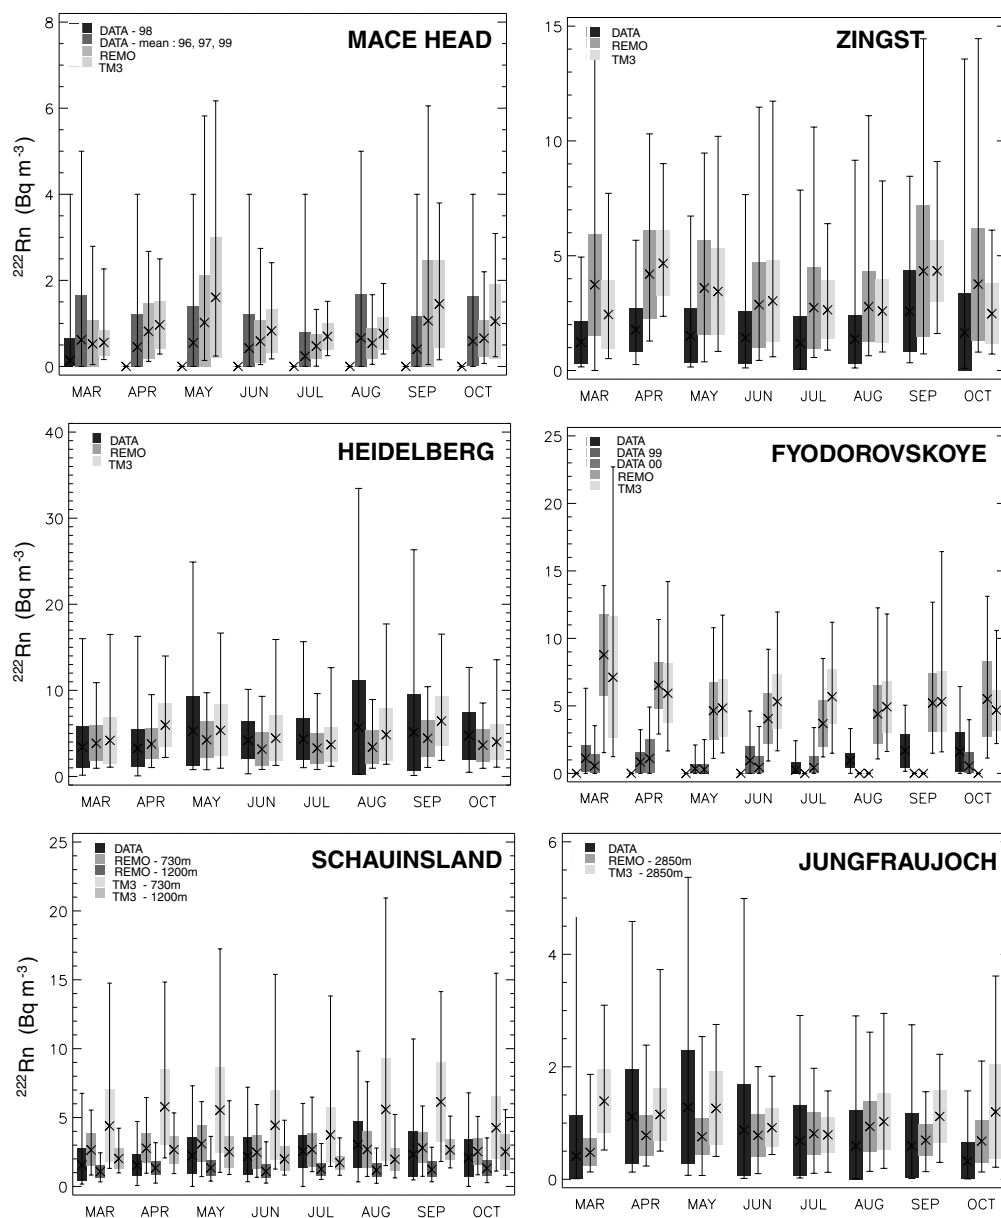 MACE HEAD
DATA - 98
DATA - mean : 96, 97, 99
REMO
TM3
222Rn (Bq m-3)
8
6
4
2
0
MAR APR MAY JUN JUL AUG SEP OCT
ZINGST
DATA
REMO
TM3
15
10
5
0
MAR APR MAY JUN JUL AUG SEP OCT
HEIDELBERG
DATA
REMO
TM3
222Rn (Bq m-3)
40
30
20
10
0
MAR APR MAY JUN JUL AUG SEP OCT
FYODOROVSKOYE
DATA
DATA 99
DATA 00
REMO
TM3
25
20
15
10
5
0
MAR APR MAY JUN JUL AUG SEP OCT
SCHAUINSLAND
DATA
REMO - 730m
REMO - 1200m
TM3 - 730m
TM3 - 1200m
222Rn (Bq m-3)
25
20
15
10
5
0
MAR APR MAY JUN JUL AUG SEP OCT
JUNGFRAUJOCH
DATA
REMO - 2850m
TM3 - 2850m
6
4
2
0
MAR APR MAY JUN JUL AUG SEP OCT